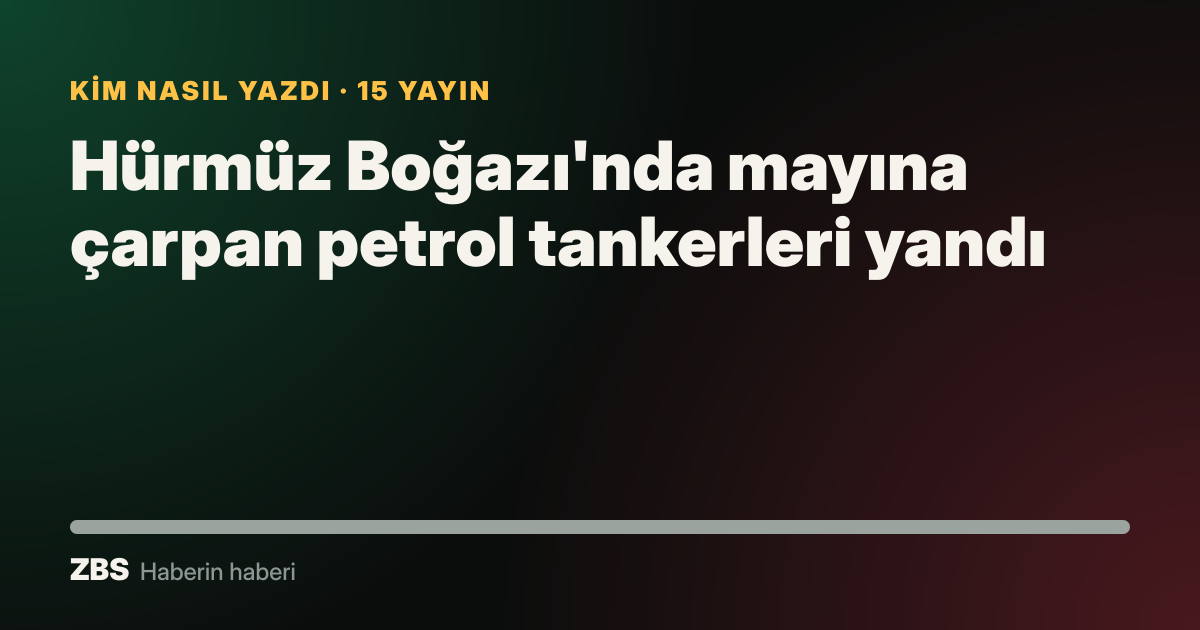 KİM NASIL YAZDI · 15 YAYIN
Hürmüz Boğazı'nda mayına
çarpan petrol tankerleri yandı
ZBS Haberin haberi